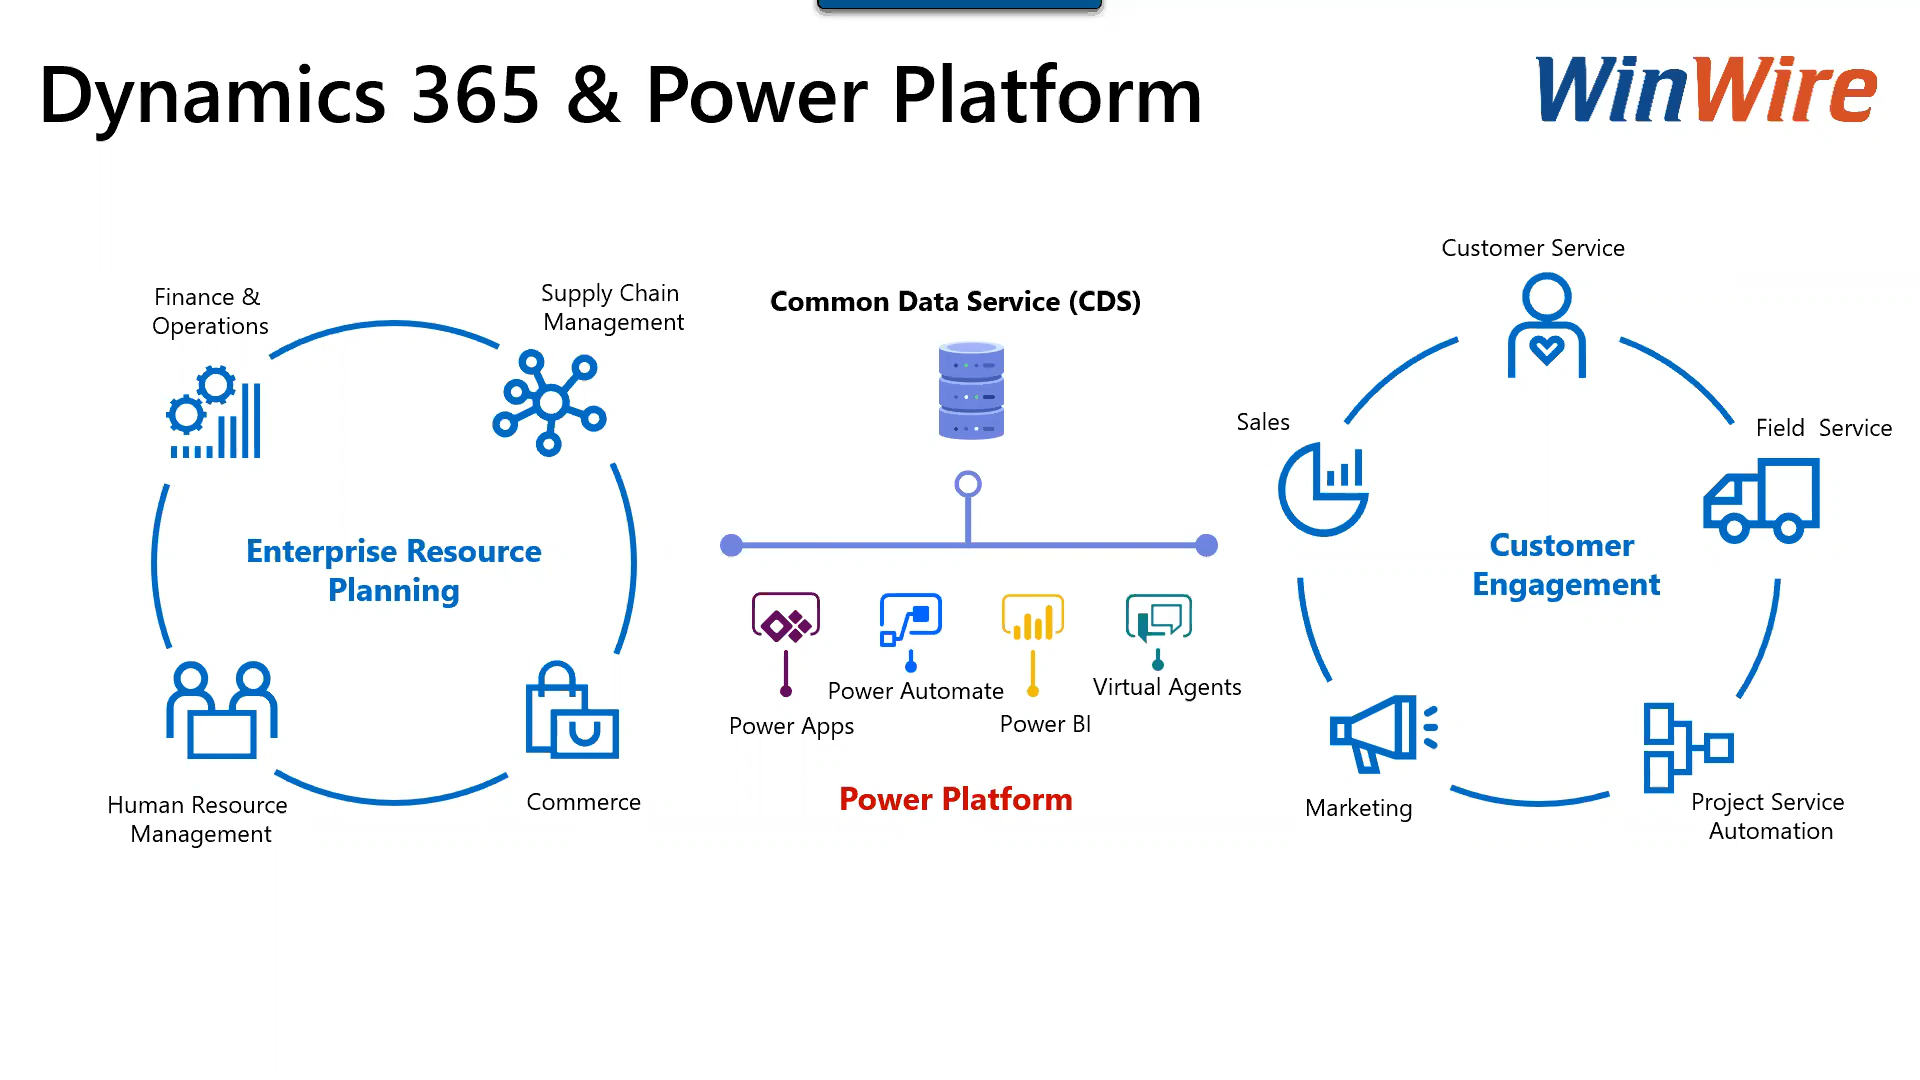 Dynamics 365 & Power Platform
WinWire
Finance &
Operations
Supply Chain
Management
Enterprise Resource
Planning
Human Resource
Management
Commerce
Common Data Service (CDS)
Power Apps
Power Automate
Power BI
Virtual Agents
Power Platform
Customer Service
Sales
Field Service
Customer
Engagement
Marketing
Project Service
Automation